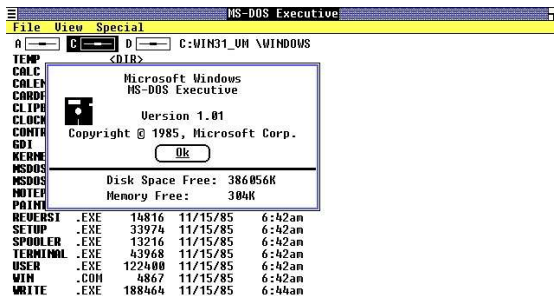 MS-DOS Executive
File View Special
A C D C:WIN31_VM \WINDOWS
TEMP <DIR>
CALC
CALEN
CARDF
CLIPB
CLOCK
CONTR
GDI
KERNE
MSDOS
MSDOS
NOTEP
PAINT
Microsoft Windows
MS-DOS Executive
Version 1.01
Copyright © 1985, Microsoft Corp.
Ok
Disk Space Free: 386056K
Memory Free: 304K
REVERSI .EXE 14816 11/15/85 6:42am
SETUP .EXE 33974 11/15/85 6:42am
SPOOLER .EXE 13216 11/15/85 6:42am
TERMINAL .EXE 43968 11/15/85 6:42am
USER .EXE 122400 11/15/85 6:42am
WIN .COM 4867 11/15/85 6:42am
WRITE .EXE 188464 11/15/85 6:44am